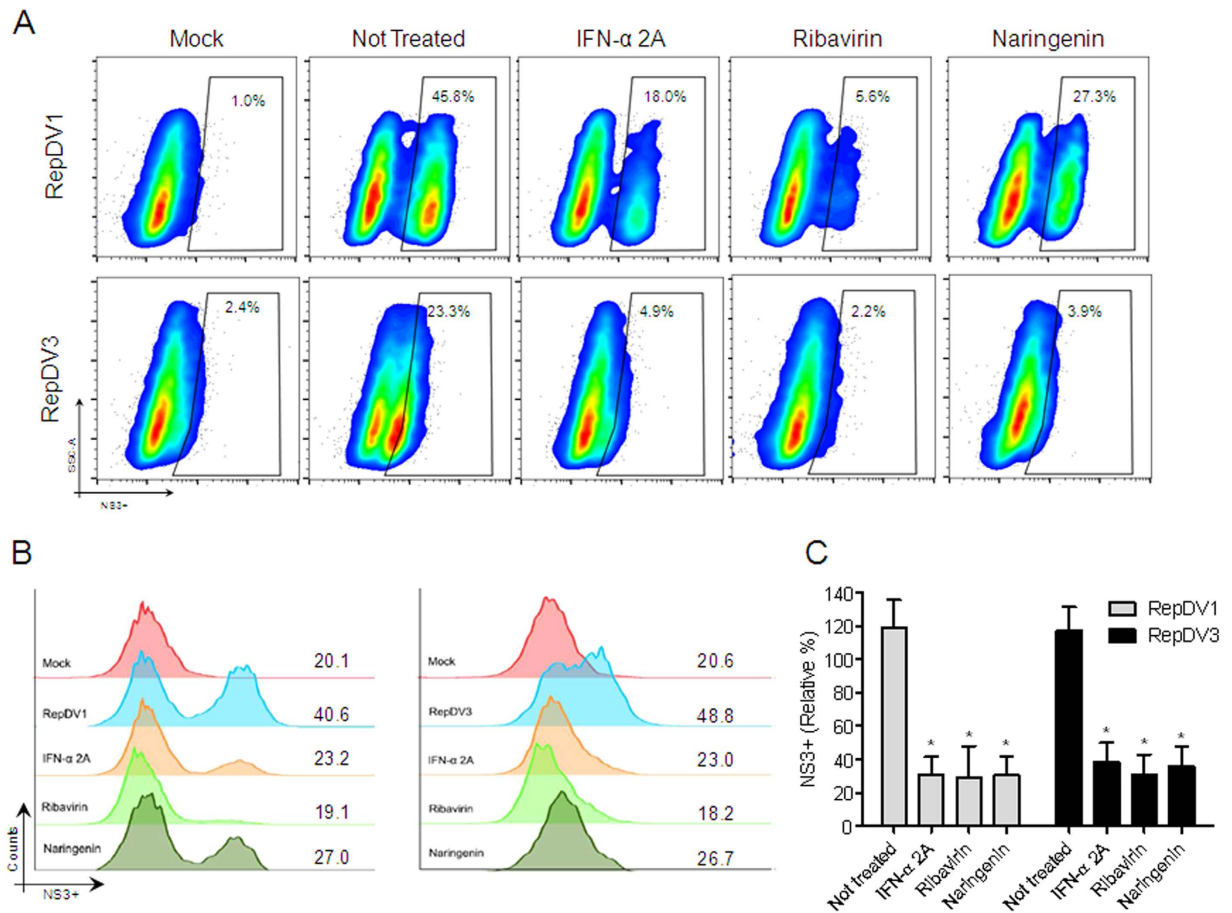 A
Mock Not Treated IFN-α 2A Ribavirin Naringenin
RepDV1
1.0% 45.8% 18.0% 5.6% 27.3%
RepDV3
2.4% 23.3% 4.9% 2.2% 3.9%
SSC-A
NS3+
B
Mock 20.1
RepDV1 40.6
IFN-α 2A 23.2
Ribavirin 19.1
Naringenin 27.0
Counts
NS3+
Mock 20.6
RepDV3 48.8
IFN-α 2A 23.0
Ribavirin 18.2
Naringenin 26.7
C
NS3+ (Relative %)
140
120
100
80
60
40
20
0
RepDV1
RepDV3
* * * * * *
Not treated IFN-α 2A Ribavirin Naringenin Not treated IFN-α 2A Ribavirin Naringenin